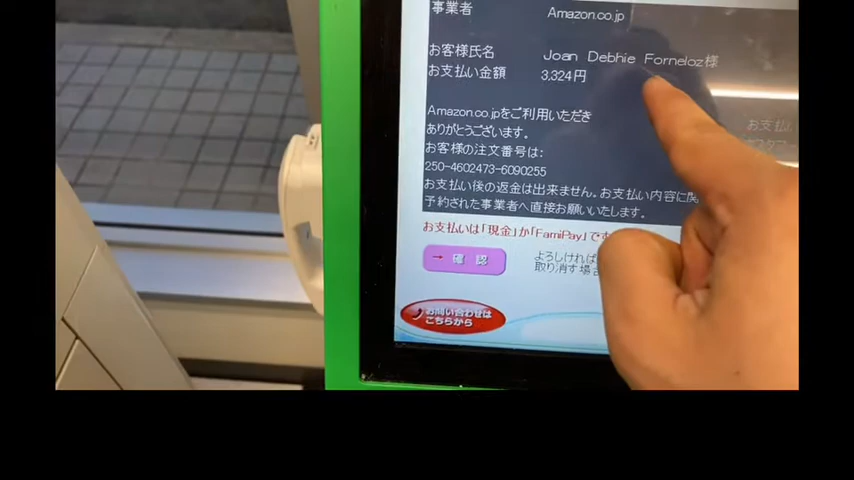 事業者 Amazon.co.jp
お客様氏名 Joan Debhie Forneloz様
お支払い金額 3,324円
Amazon.co.jpをご利用いただき
ありがとうございます。
お客様の注文番号は:
250-4602473-6090255
お支払い後の返金は出来ません。お支払い内容に関
予約された事業者へ直接お願いいたします。
お支払いは「現金」か「FamiPay」です
よろしければ
→ 確認
取り消す場合
お問い合わせは
こちらから
お支払い